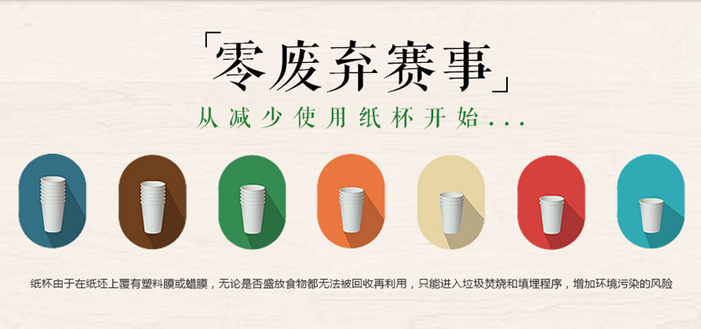 「零废弃赛事」
从减少使用纸杯开始...
纸杯由于在纸坯上覆有塑料膜或蜡膜，无论是否盛放食物都无法被回收再利用，只能进入垃圾焚烧和填埋程序，增加环境污染的风险